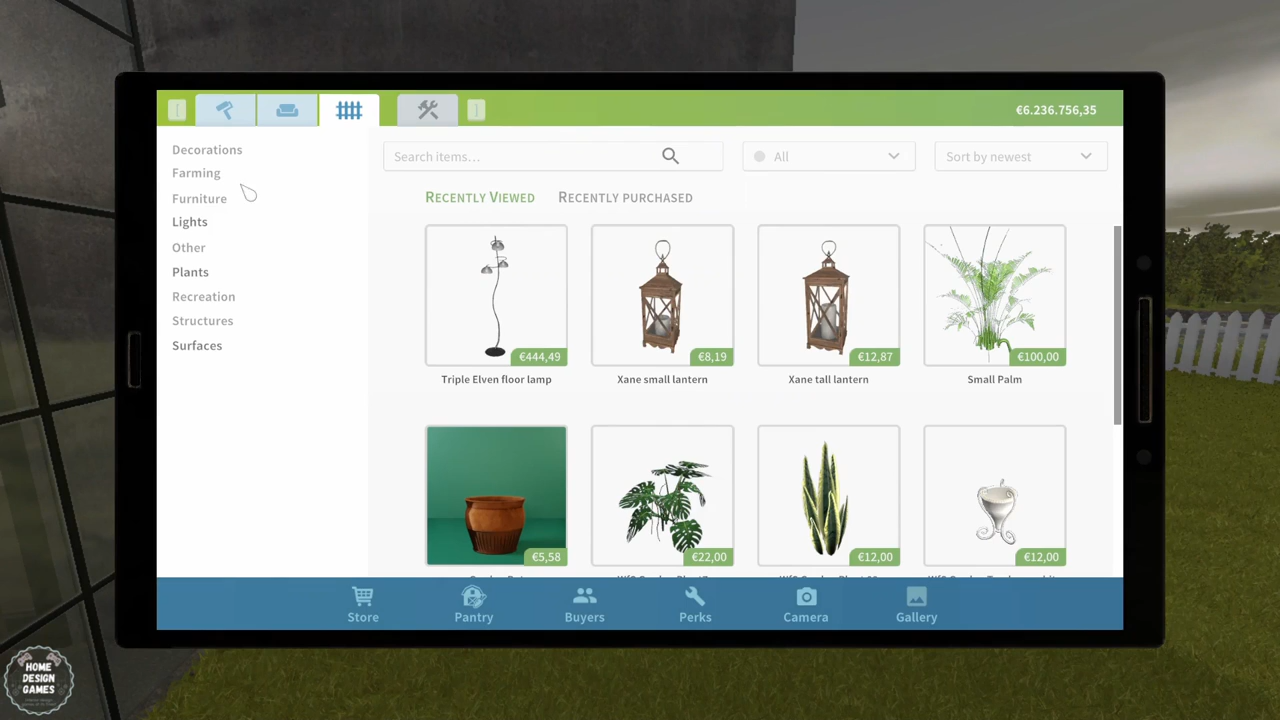 €6.236.756,35
Decorations
Farming
Furniture
Lights
Other
Plants
Recreation
Structures
Surfaces
Search items...
All
Sort by newest
RECENTLY VIEWED
RECENTLY PURCHASED
€444,49
€8,19
€12,87
€100,00
Triple Elven floor lamp
Xane small lantern
Xane tall lantern
Small Palm
€5,58
€22,00
€12,00
€12,00
Store
Pantry
Buyers
Perks
Camera
Gallery
HOME
DESIGN
GAMES